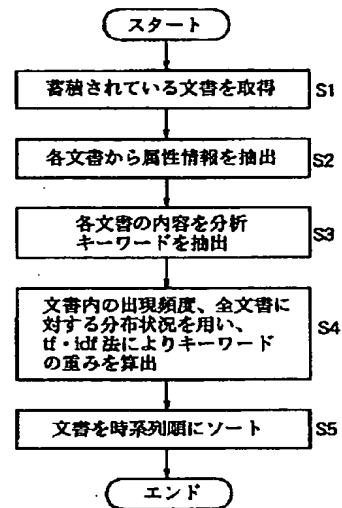 スタート
蓄積されている文書を取得 S1
各文書から属性情報を抽出 S2
各文書の内容を分析
キーワードを抽出 S3
文書内の出現頻度、全文書に
対する分布状況を用い、
tf・idf 法によりキーワード
の重みを算出 S4
文書を時系列順にソート S5
エンド